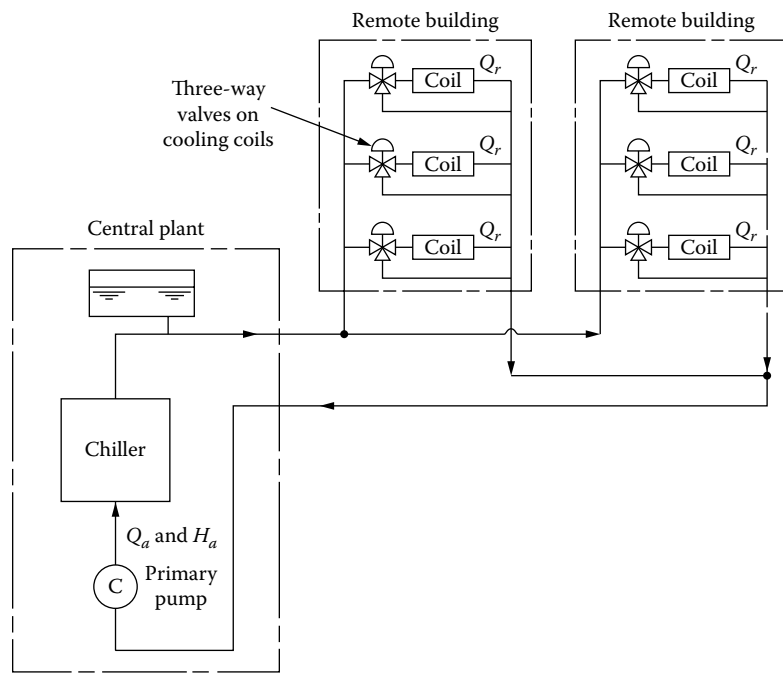 Remote building
Remote building
Coil
Q_r
Coil
Q_r
Three-way
valves on
cooling coils
Coil
Q_r
Coil
Q_r
Coil
Q_r
Coil
Q_r
Central plant
Chiller
Q_a and H_a
C
Primary
pump